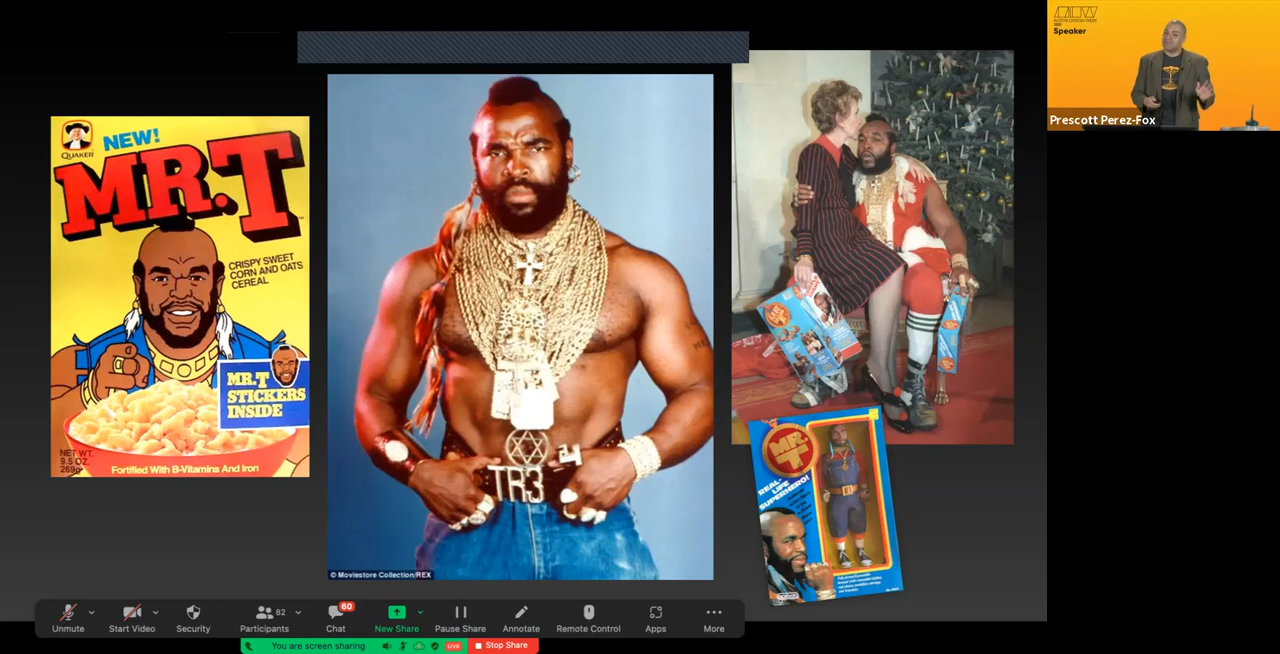 QUAKER
NEW!
MR.T
CRISPY SWEET
CORN AND OATS
CEREAL
MR.T
STICKERS
INSIDE
NET WT.
9.5 OZ.
269g
Fortified With B-Vitamins And Iron
TR3
© Moviestore Collection/REX
MR.
T
REAL-
LIFE
SUPERHERO!
AUSTIN DESIGN WEEK
Speaker
Prescott Perez-Fox
Unmute
Start Video
Security
82
Participants
60
Chat
New Share
Pause Share
Annotate
Remote Control
Apps
More
You are screen sharing
LIVE
Stop Share